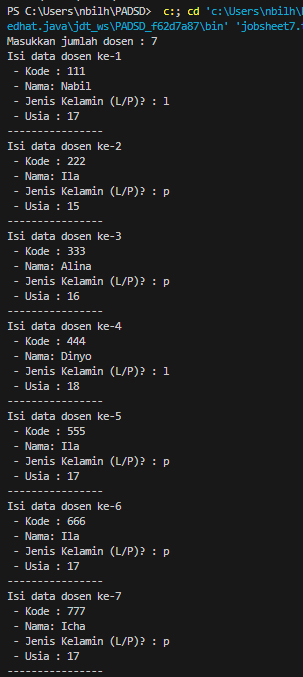 PS C:\Users\nbilh\PADSD>  c:; cd 'c:\Users\nbilh\
edhat.java\jdt_ws\PADSD_f62d7a87\bin' 'jobsheet7.
Masukkan jumlah dosen : 7
Isi data dosen ke-1
 - Kode : 111
 - Nama: Nabil
 - Jenis Kelamin (L/P)? : l
 - Usia : 17
----------------
Isi data dosen ke-2
 - Kode : 222
 - Nama: Ila
 - Jenis Kelamin (L/P)? : p
 - Usia : 15
----------------
Isi data dosen ke-3
 - Kode : 333
 - Nama: Alina
 - Jenis Kelamin (L/P)? : p
 - Usia : 16
----------------
Isi data dosen ke-4
 - Kode : 444
 - Nama: Dinyo
 - Jenis Kelamin (L/P)? : l
 - Usia : 18
----------------
Isi data dosen ke-5
 - Kode : 555
 - Nama: Ila
 - Jenis Kelamin (L/P)? : p
 - Usia : 17
----------------
Isi data dosen ke-6
 - Kode : 666
 - Nama: Ila
 - Jenis Kelamin (L/P)? : p
 - Usia : 17
----------------
Isi data dosen ke-7
 - Kode : 777
 - Nama: Icha
 - Jenis Kelamin (L/P)? : p
 - Usia : 17
----------------